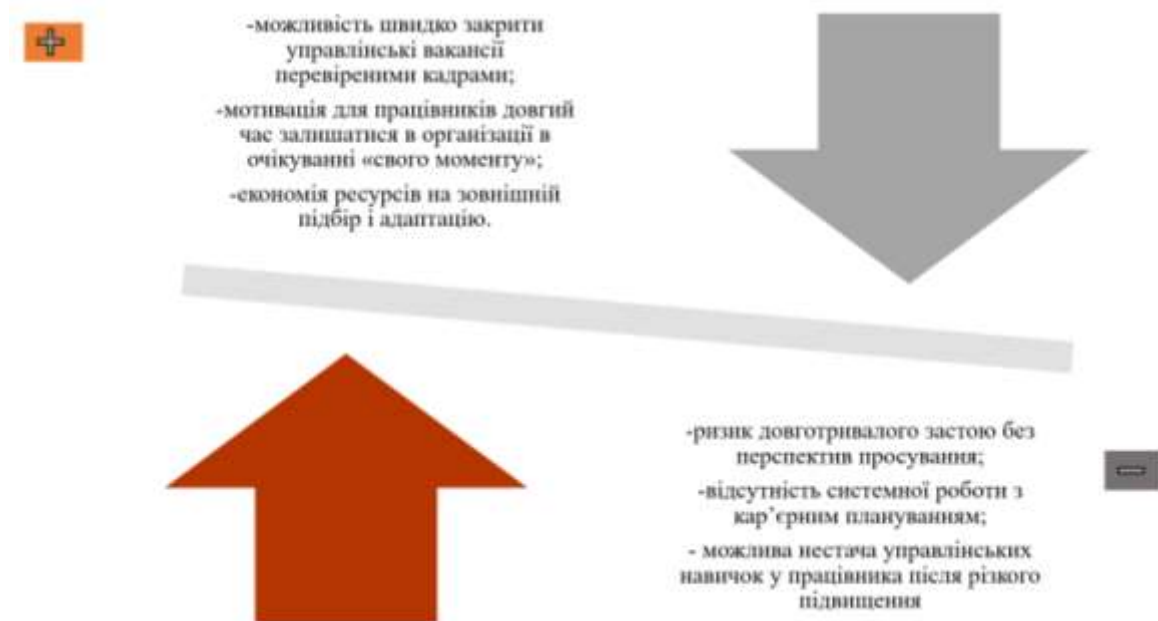 -можливість швидко закрити
управлінські вакансії
перевіреними кадрами;
-мотивація для працівників довгий
час залишатися в організації в
очікуванні «свого моменту»;
-економія ресурсів на зовнішній
підбір і адаптацію.
-ризик довготривалого застою без
перспектив просування;
-відсутність системної роботи з
кар’єрним плануванням;
- можлива нестача управлінських
навичок у працівника після різкого
підвищення